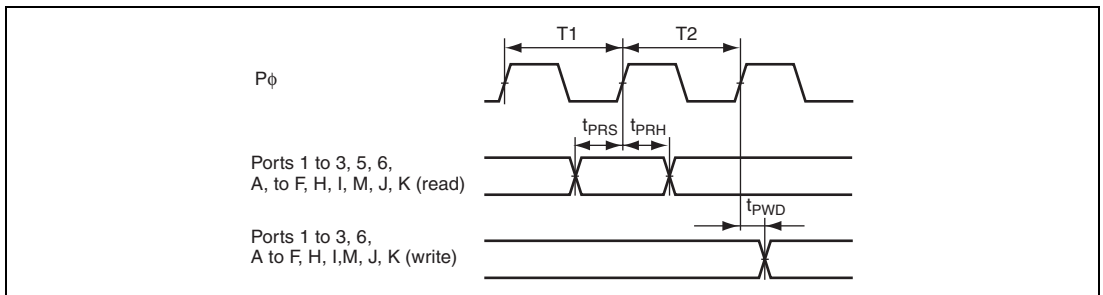 T1
T2
Pϕ
tPRS
tPRH
Ports 1 to 3, 5, 6,
A, to F, H, I, M, J, K (read)
tPWD
Ports 1 to 3, 6,
A to F, H, I,M, J, K (write)